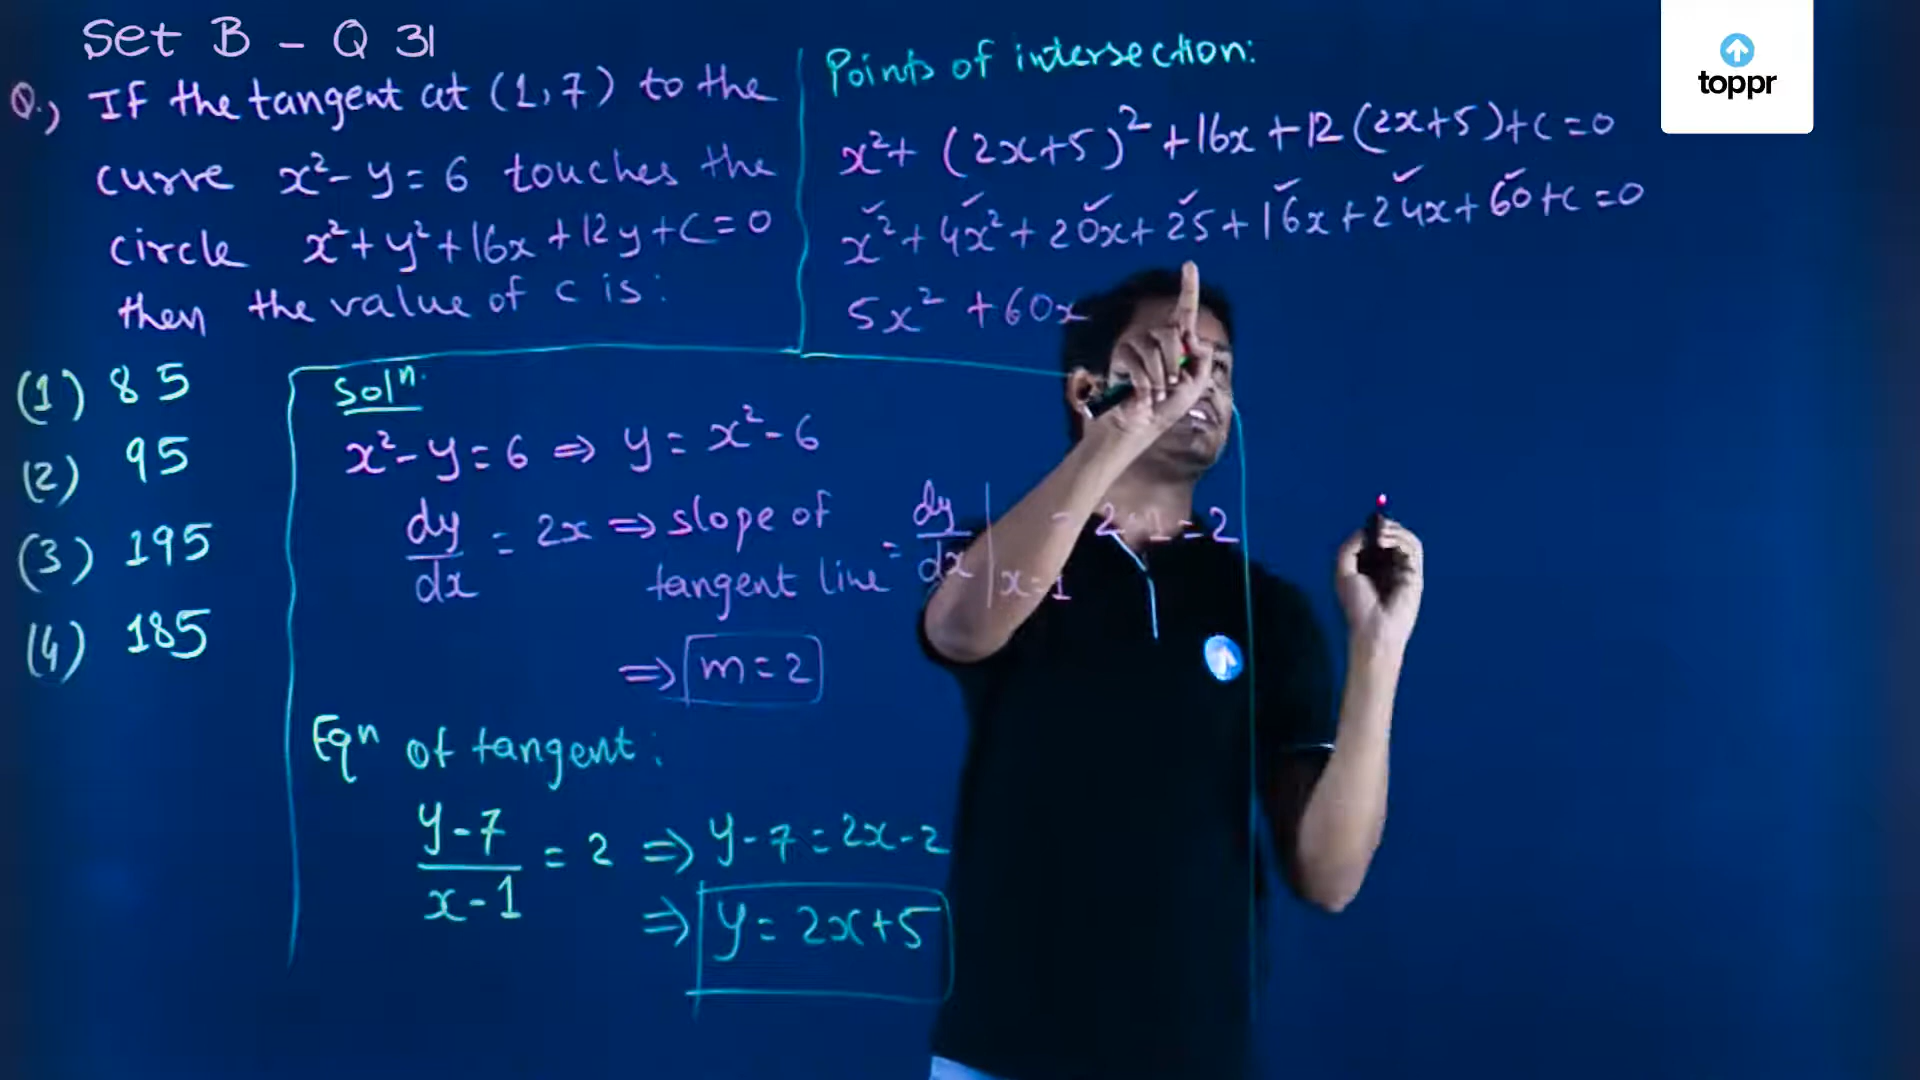 Set B - Q 31
Q., If the tangent at (1,7) to the
curve x²-y=6 touches the
circle x²+y²+16x+12y+c=0
then the value of c is:
(1) 85
(2) 95
(3) 195
(4) 185
Solⁿ.
x²-y=6 ⇒ y=x²-6
dy/dx = 2x ⇒ slope of tangent line = dy/dx |x=1 = 2·1=2
⇒ m=2
Eqⁿ of tangent:
y-7/x-1 = 2 ⇒ y-7=2x-2
⇒ y=2x+5
Points of intersection:
x²+(2x+5)²+16x+12(2x+5)+c=0
x²+4x²+20x+25+16x+24x+60+c=0
5x²+60x
toppr